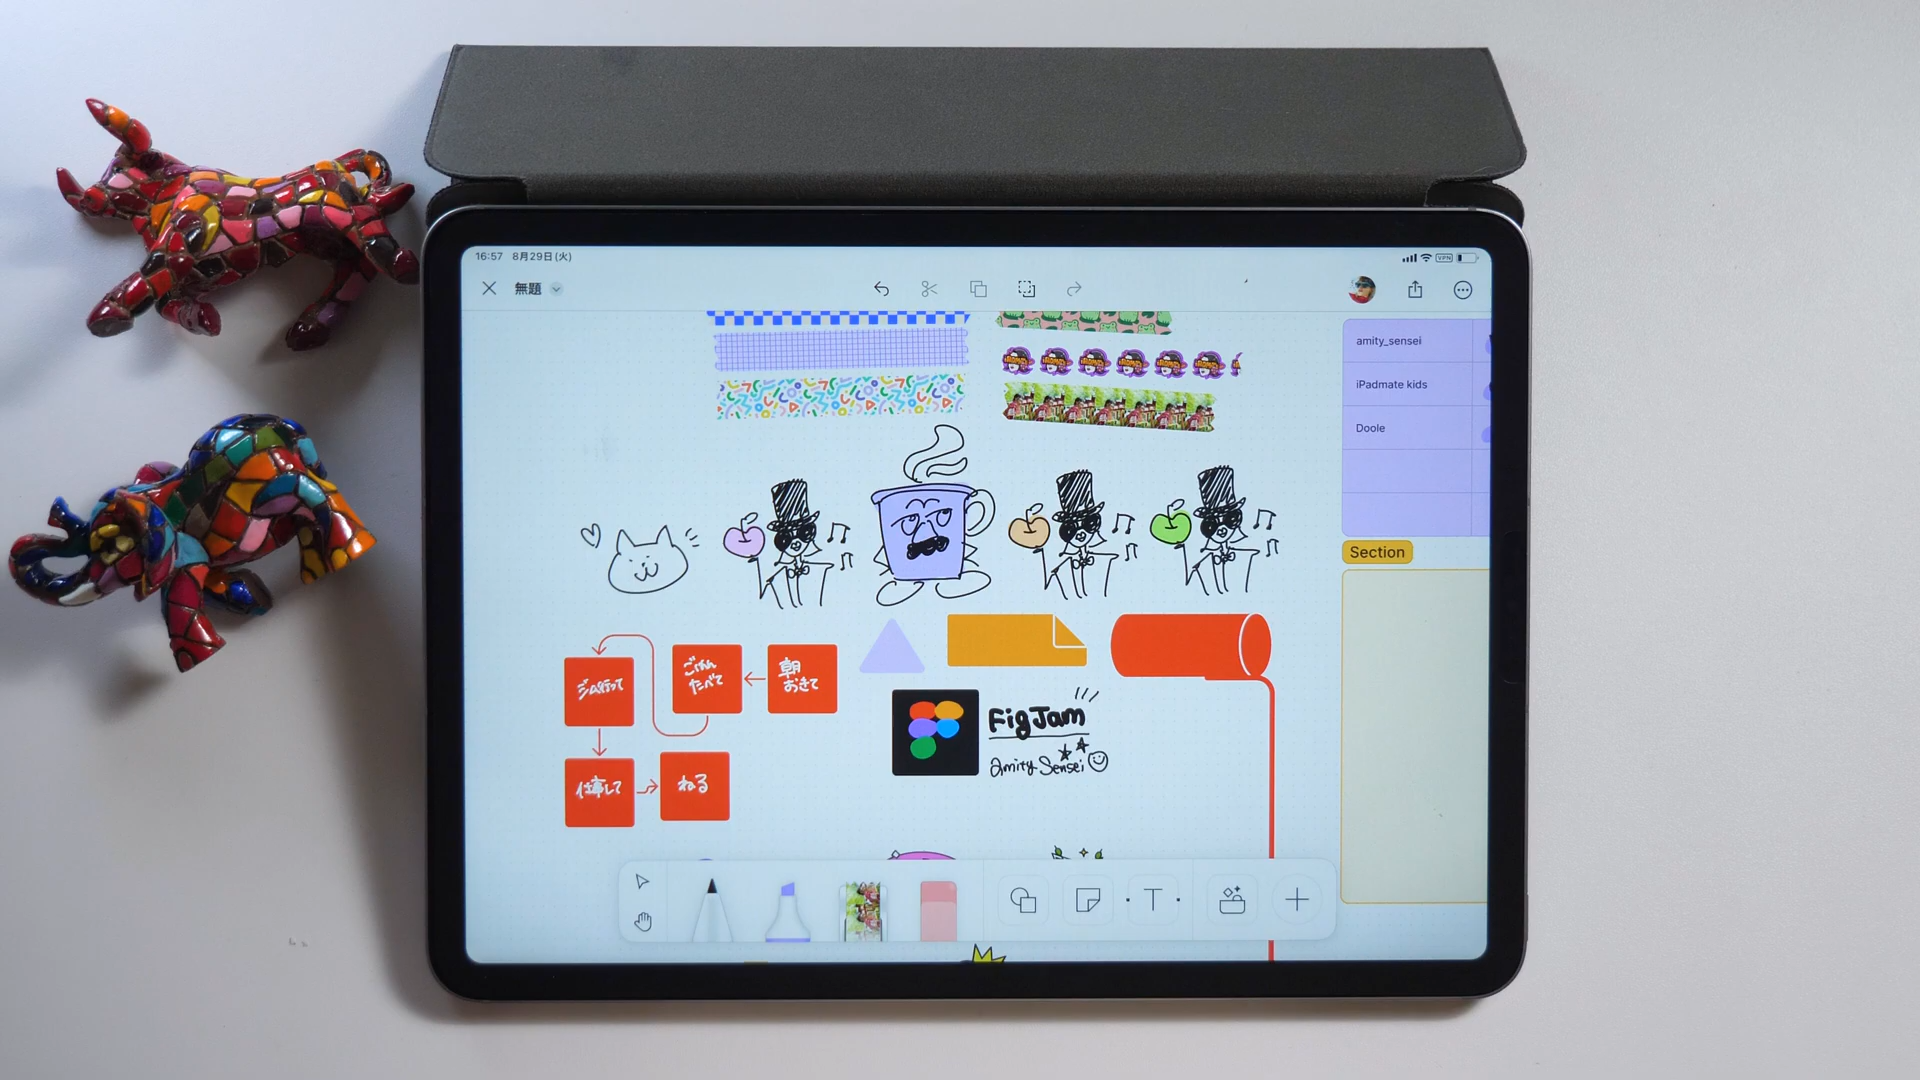 16:57 8月29日(火)
VPN
無題
amity_sensei
iPadmate kids
Doole
Section
ジム行って
ごはん
たべて
朝
おきて
仕事して
ねる
FigJam
amity Sensei
T